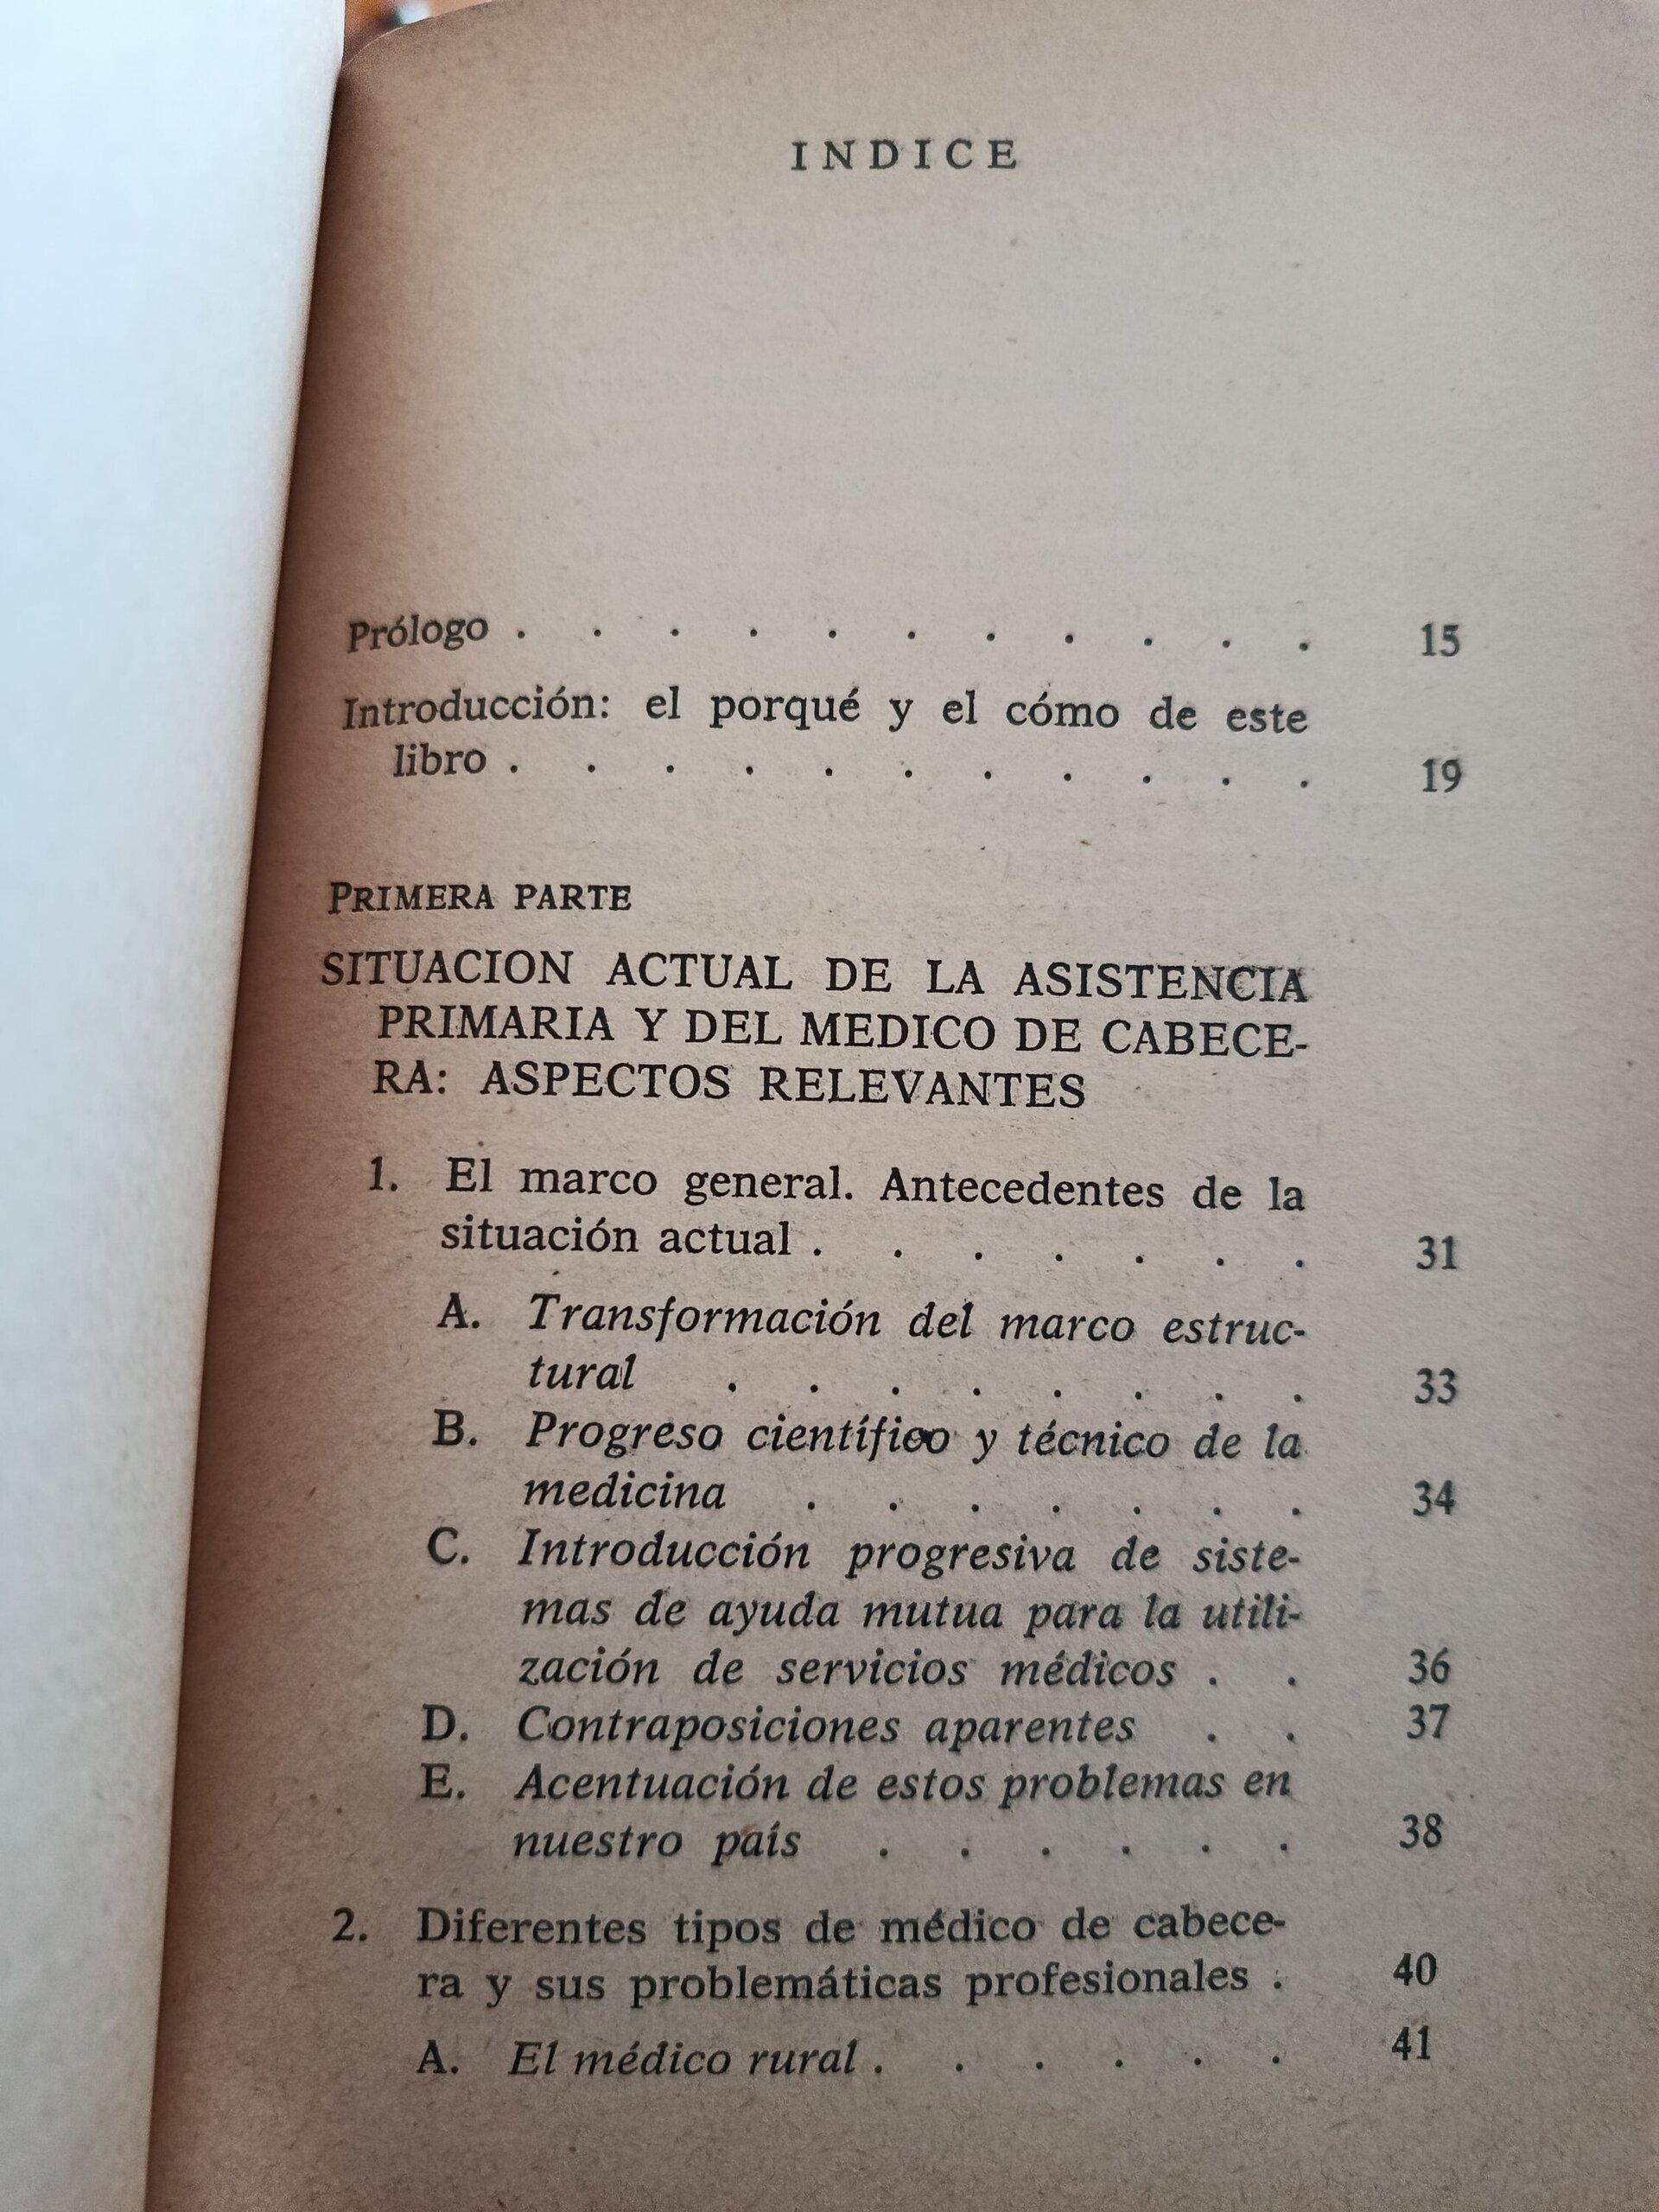 INDICE
Prólogo . . . . . . . . . . . 15
Introducción: el porqué y el cómo de este
libro . . . . . . . . . . . 19
PRIMERA PARTE
SITUACION ACTUAL DE LA ASISTENCIA
PRIMARIA Y DEL MEDICO DE CABECE-
RA: ASPECTOS RELEVANTES
1. El marco general. Antecedentes de la
situación actual . . . . . . . 31
A. Transformación del marco estruc-
tural . . . . . . . . 33
B. Progreso científico y técnico de la
medicina . . . . . . . 34
C. Introducción progresiva de siste-
mas de ayuda mutua para la utili-
zación de servicios médicos . . 36
D. Contraposiciones aparentes . . 37
E. Acentuación de estos problemas en
nuestro país . . . . . . 38
2. Diferentes tipos de médico de cabece-
ra y sus problemáticas profesionales . 40
A. El médico rural . . . . . . 41